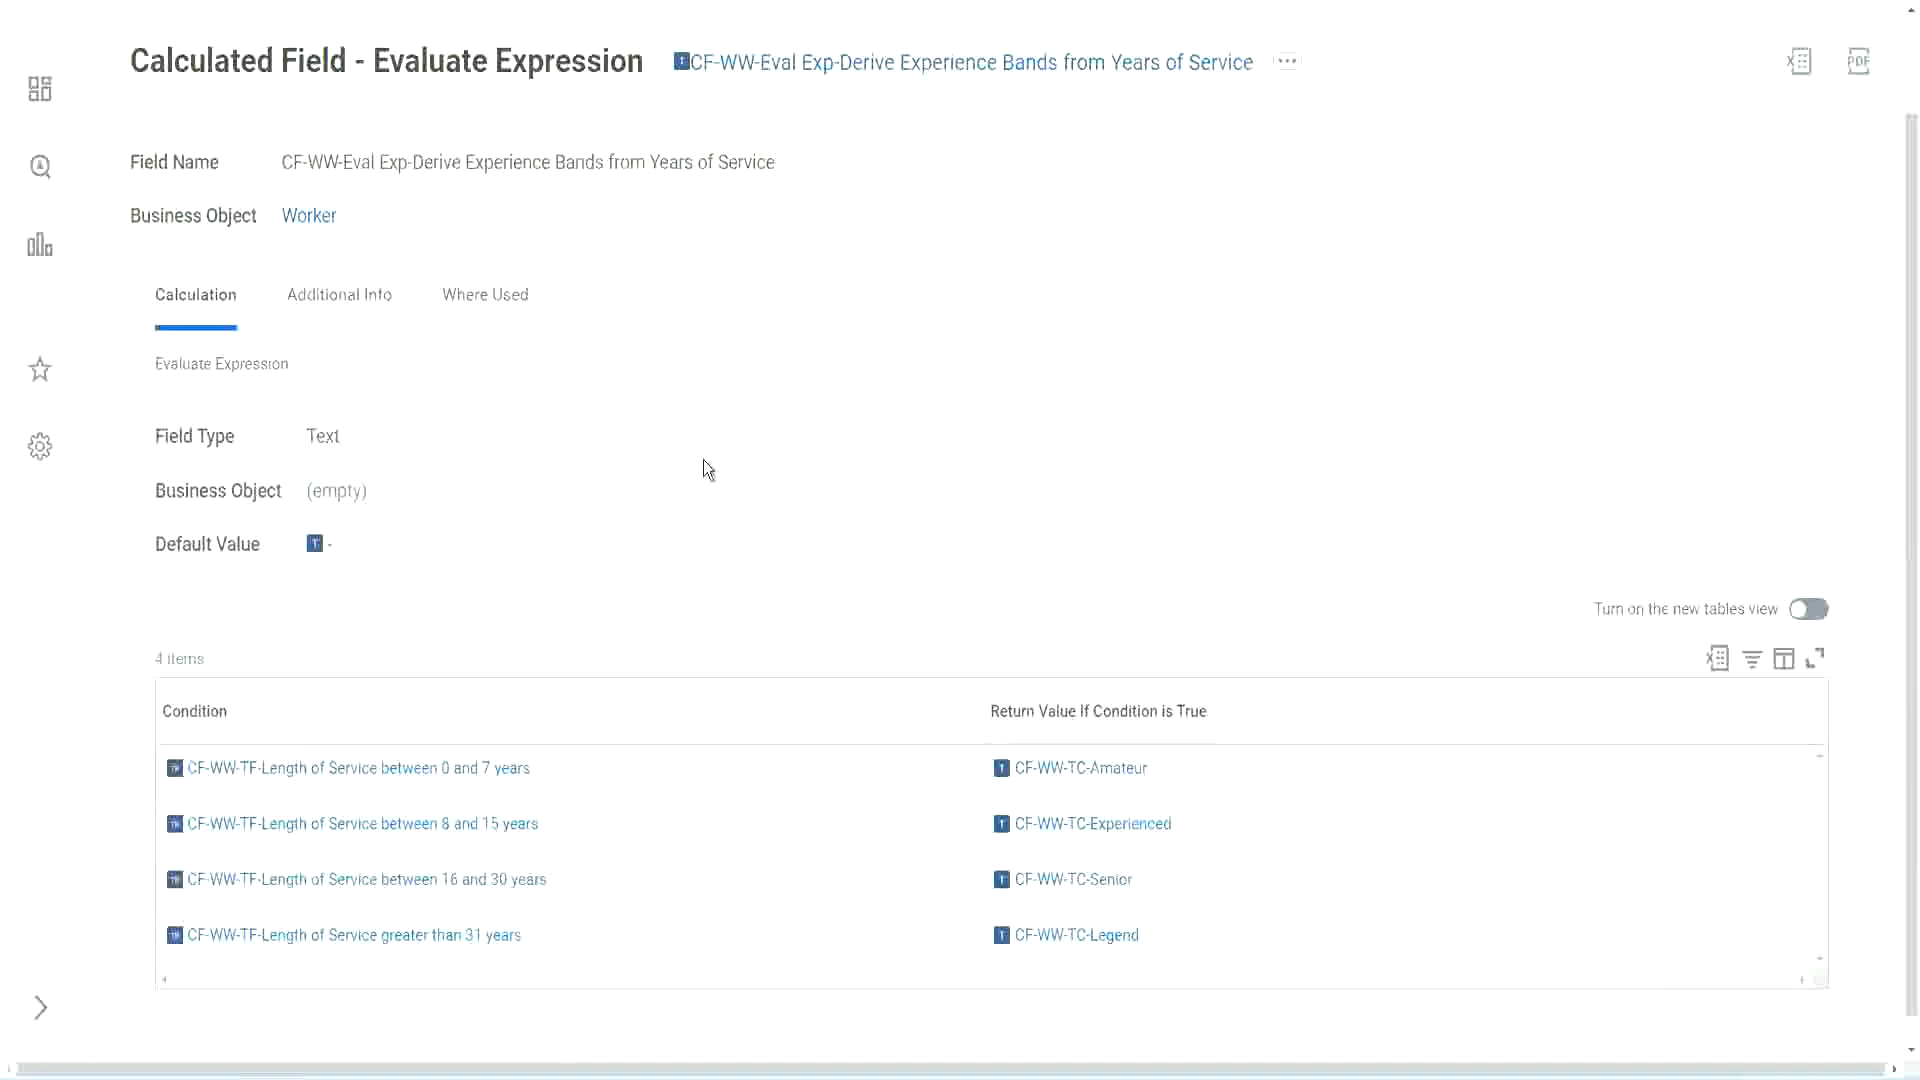 Calculated Field - Evaluate Expression CF-WW-Eval Exp-Derive Experience Bands from Years of Service
PDF
Field Name CF-WW-Eval Exp-Derive Experience Bands from Years of Service
Business Object Worker
Calculation Additional Info Where Used
Evaluate Expression
Field Type Text
Business Object (empty)
Default Value T -
Turn on the new tables view
4 items
Condition Return Value If Condition is True
CF-WW-TF-Length of Service between 0 and 7 years T CF-WW-TC-Amateur
CF-WW-TF-Length of Service between 8 and 15 years T CF-WW-TC-Experienced
CF-WW-TF-Length of Service between 16 and 30 years T CF-WW-TC-Senior
CF-WW-TF-Length of Service greater than 31 years T CF-WW-TC-Legend